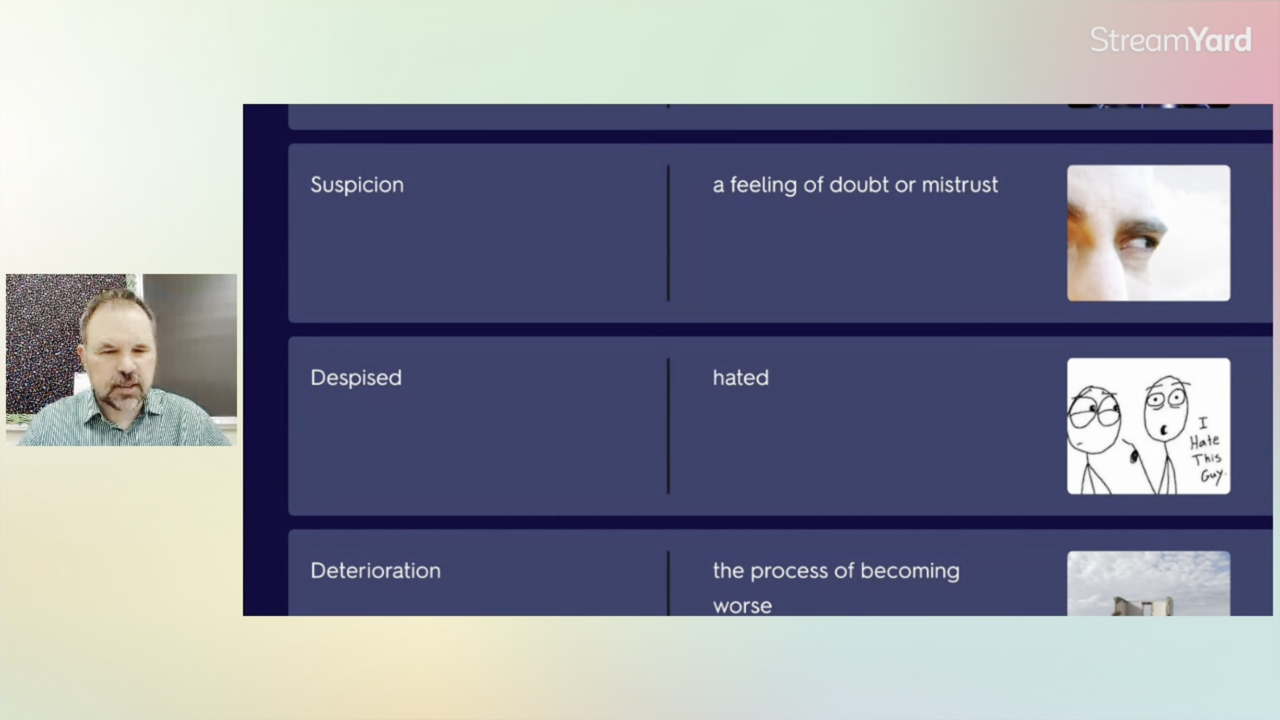 StreamYard
Suspicion
a feeling of doubt or mistrust
Despised
hated
I
Hate
This
Guy.
Deterioration
the process of becoming
worse